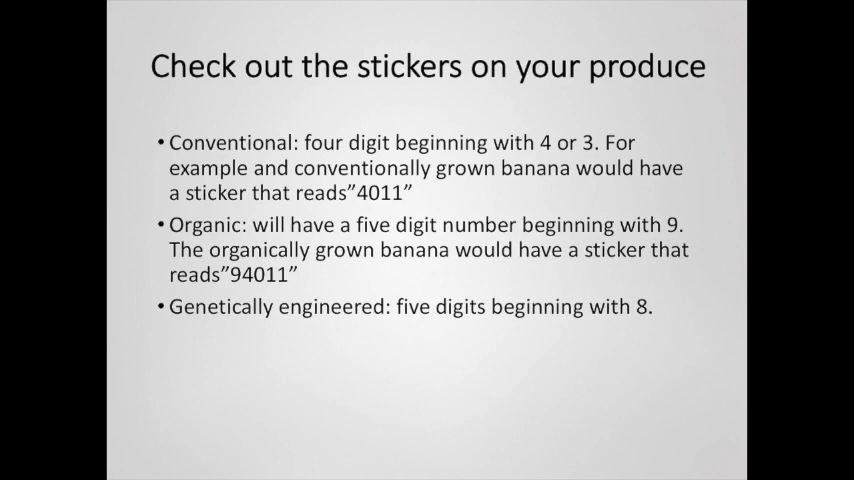 Check out the stickers on your produce
• Conventional: four digit beginning with 4 or 3. For
example and conventionally grown banana would have
a sticker that reads”4011”
• Organic: will have a five digit number beginning with 9.
The organically grown banana would have a sticker that
reads”94011”
• Genetically engineered: five digits beginning with 8.